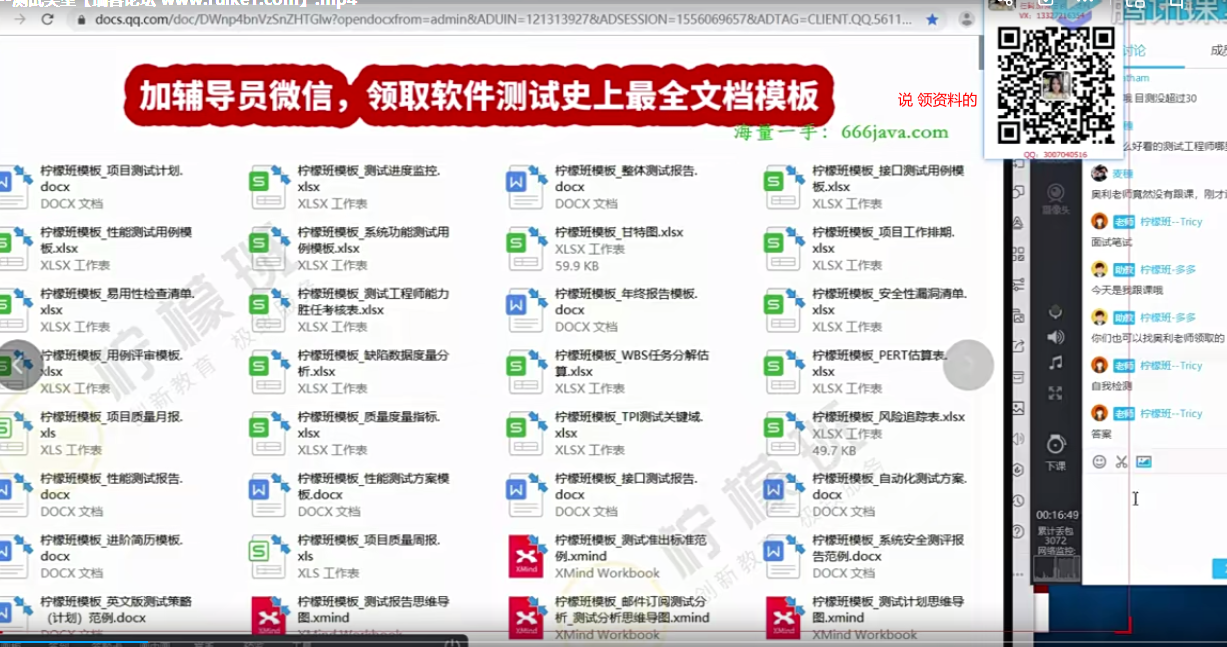 docs.qq.com/doc/DWnp4bnVzSnZHTGlw?opendocxfrom=admin&ADUIN=121313927&ADSESSION=1556069657&ADTAG=CLIENT.QQ.5611...
加辅导员微信，领取软件测试史上最全文档模板
说 领资料的
海量一手：666java.com
QQ：3007040516
柠檬班模板_项目测试计划.
docx
DOCX 文档
柠檬班模板_测试进度监控.
xlsx
XLSX 工作表
柠檬班模板_整体测试报告.
docx
DOCX 文档
柠檬班模板_接口测试用例模
板.xlsx
XLSX 工作表
柠檬班模板_性能测试用例模
板.xlsx
XLSX 工作表
柠檬班模板_系统功能测试用
例模板.xlsx
XLSX 工作表
柠檬班模板_甘特图.xlsx
XLSX 工作表
59.9 KB
柠檬班模板_项目工作排期.
xlsx
XLSX 工作表
柠檬班模板_易用性检查清单.
xlsx
XLSX 工作表
柠檬班模板_测试工程师能力
胜任考核表.xlsx
XLSX 工作表
柠檬班模板_年终报告模板.
docx
DOCX 文档
柠檬班模板_安全性漏洞清单.
xlsx
XLSX 工作表
柠檬班模板_用例评审模板.
xlsx
XLSX 工作表
柠檬班模板_缺陷数据度量分
析.xlsx
XLSX 工作表
柠檬班模板_WBS任务分解估
算.xlsx
XLSX 工作表
柠檬班模板_PERT估算表.
xlsx
XLSX 工作表
柠檬班模板_项目质量月报.
xls
XLS 工作表
柠檬班模板_质量度量指标.
xlsx
XLSX 工作表
柠檬班模板_TPI测试关键域.
xlsx
XLSX 工作表
柠檬班模板_风险追踪表.xlsx
XLSX 工作表
49.7 KB
柠檬班模板_性能测试报告.
docx
DOCX 文档
柠檬班模板_性能测试方案模
板.docx
DOCX 文档
柠檬班模板_接口测试报告.
docx
DOCX 文档
柠檬班模板_自动化测试方案.
docx
DOCX 文档
柠檬班模板_进阶简历模板.
docx
DOCX 文档
柠檬班模板_项目质量周报.
xls
XLS 工作表
柠檬班模板_测试准出标准范
例.xmind
XMind Workbook
柠檬班模板_系统安全测评报
告范例.docx
DOCX 文档
柠檬班模板_英文版测试策略
（计划）范例.docx
DOCX 文档
柠檬班模板_测试报告思维导
图.xmind
XMind Workbook
柠檬班模板_邮件订阅测试分
析_测试分析思维导图.xmind
XMind Workbook
柠檬班模板_测试计划思维导
图.xmind
XMind Workbook
柠檬班
创新教育
柠檬班
创新教育
摄像头
下课
00:16:49
累计丢包
3072
网络监控:
腾讯课
讨论
成
目测没超过30
么好看的测试工程师哪
麦穗
奥利老师竟然没有跟课，刚才
老师 柠檬班--Tricy
面试笔试
助教 柠檬班-多多
今天是我跟课哦
助教 柠檬班-多多
你们也可以找奥利老师领取的
老师 柠檬班--Tricy
自我检测
老师 柠檬班--Tricy
答案